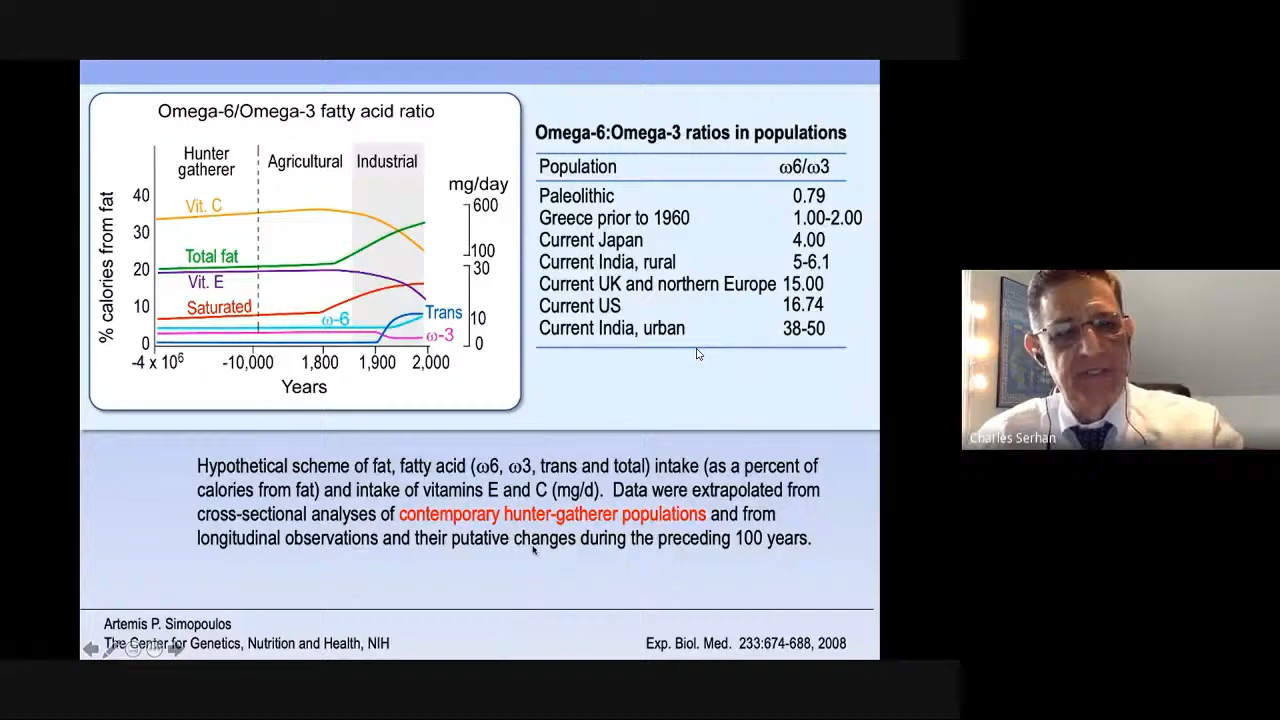 Omega-6/Omega-3 fatty acid ratio
Hunter
gatherer
Agricultural
Industrial
mg/day
% calories from fat
40
30
20
10
0
600
100
30
10
0
Vit. C
Total fat
Vit. E
Saturated
ω-6
Trans
ω-3
-4 x 10⁶
-10,000
1,800
1,900
2,000
Years
Omega-6:Omega-3 ratios in populations
Population ω6/ω3
Paleolithic 0.79
Greece prior to 1960 1.00-2.00
Current Japan 4.00
Current India, rural 5-6.1
Current UK and northern Europe 15.00
Current US 16.74
Current India, urban 38-50
Charles Serhan
Hypothetical scheme of fat, fatty acid (ω6, ω3, trans and total) intake (as a percent of
calories from fat) and intake of vitamins E and C (mg/d). Data were extrapolated from
cross-sectional analyses of contemporary hunter-gatherer populations and from
longitudinal observations and their putative changes during the preceding 100 years.
Artemis P. Simopoulos
The Center for Genetics, Nutrition and Health, NIH
Exp. Biol. Med. 233:674-688, 2008